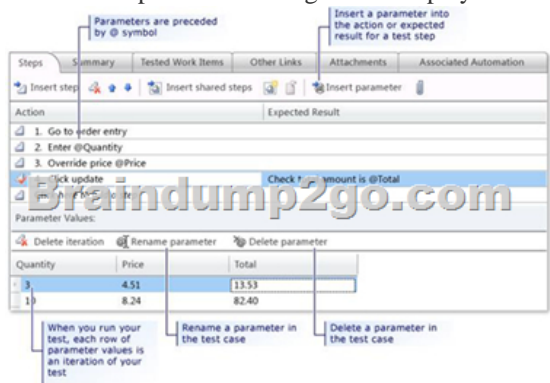 Parameters are preceded
by @ symbol
Insert a parameter into
the action or expected
result for a test step
Steps Summary Tested Work Items Other Links Attachments Associated Automation
Insert step Insert shared steps Insert parameter
Action Expected Result
1. Go to order entry
2. Enter @Quantity
3. Override price @Price
Click update Check amount is @Total
Braindump2go.com
Parameter Values:
Delete iteration Rename parameter Delete parameter
Quantity Price Total
3 4.51 13.53
10 8.24 82.40
When you run your
test, each row of
parameter values is
an iteration of your
test
Rename a parameter in
the test case
Delete a parameter in
the test case